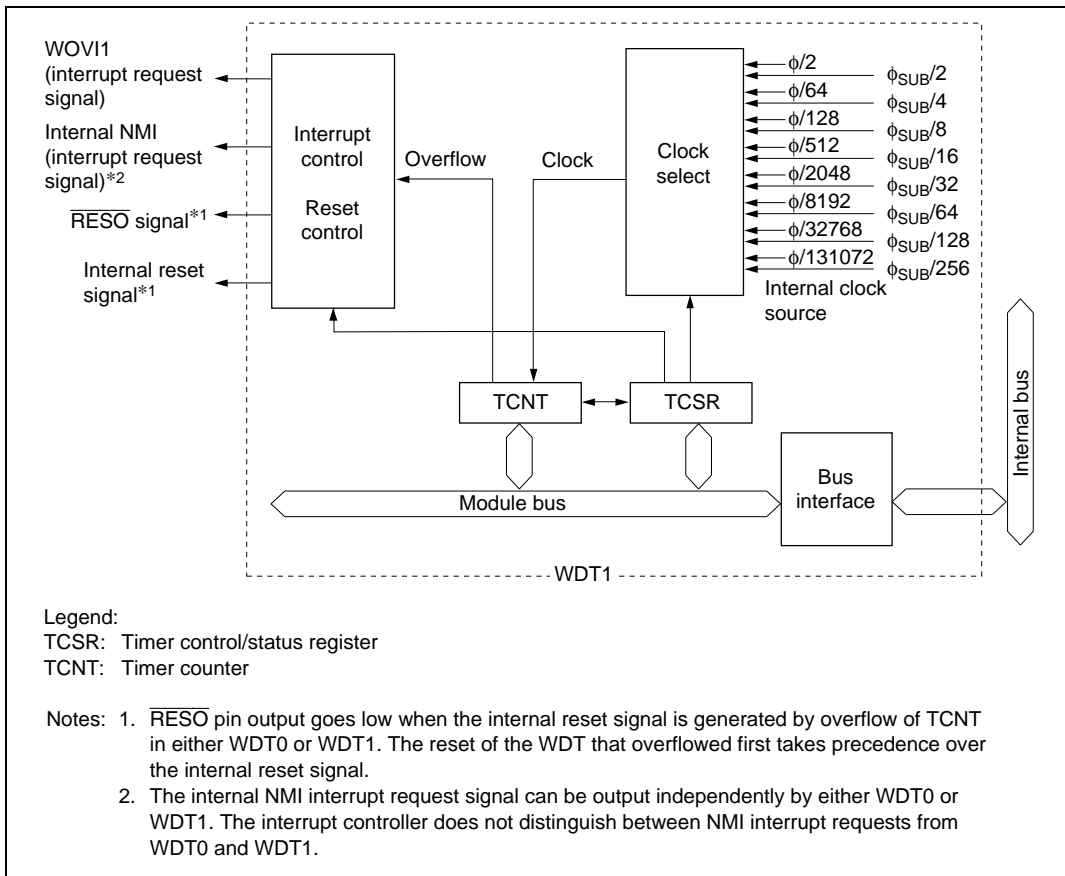 WOVI1
(interrupt request
signal)
Internal NMI
(interrupt request
signal)*2
RESO signal*1
Internal reset
signal*1
Interrupt
control
Reset
control
Overflow
Clock
Clock
select
ϕ/2
ϕSUB/2
ϕ/64
ϕSUB/4
ϕ/128
ϕSUB/8
ϕ/512
ϕSUB/16
ϕ/2048
ϕSUB/32
ϕ/8192
ϕSUB/64
ϕ/32768
ϕSUB/128
ϕ/131072
ϕSUB/256
Internal clock
source
TCNT
TCSR
Module bus
Bus
interface
Internal bus
WDT1
Legend:
TCSR: Timer control/status register
TCNT: Timer counter
Notes: 1. RESO pin output goes low when the internal reset signal is generated by overflow of TCNT
in either WDT0 or WDT1. The reset of the WDT that overflowed first takes precedence over
the internal reset signal.
2. The internal NMI interrupt request signal can be output independently by either WDT0 or
WDT1. The interrupt controller does not distinguish between NMI interrupt requests from
WDT0 and WDT1.